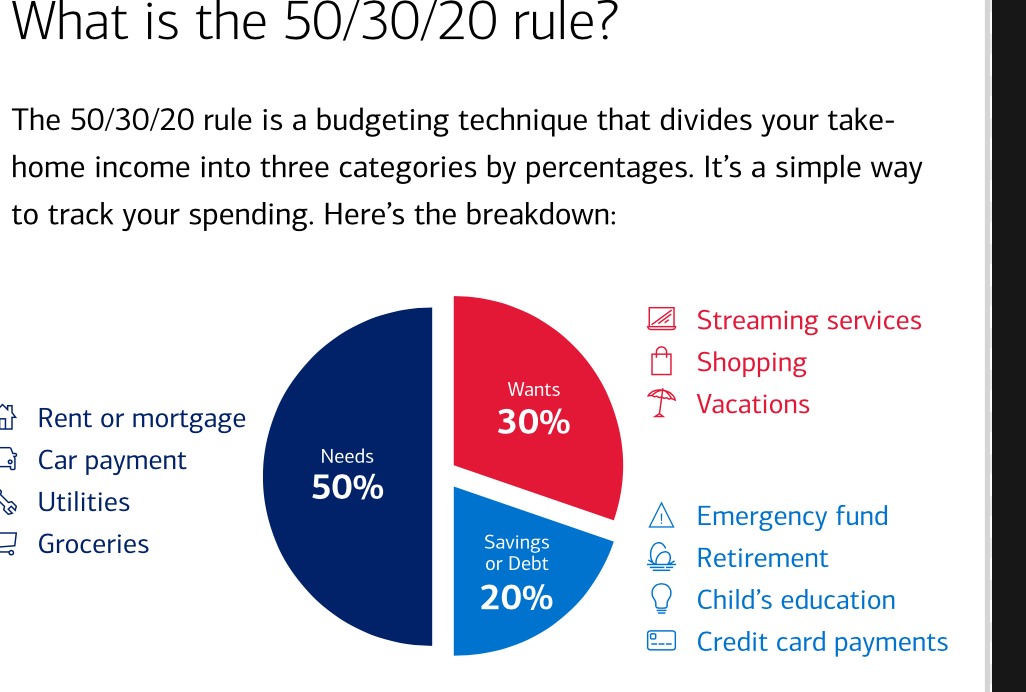 What is the 50/30/20 rule?
The 50/30/20 rule is a budgeting technique that divides your take-
home income into three categories by percentages. It’s a simple way
to track your spending. Here’s the breakdown:
Rent or mortgage
Car payment
Utilities
Groceries
Needs
50%
Wants
30%
Savings
or Debt
20%
Streaming services
Shopping
Vacations
Emergency fund
Retirement
Child’s education
Credit card payments